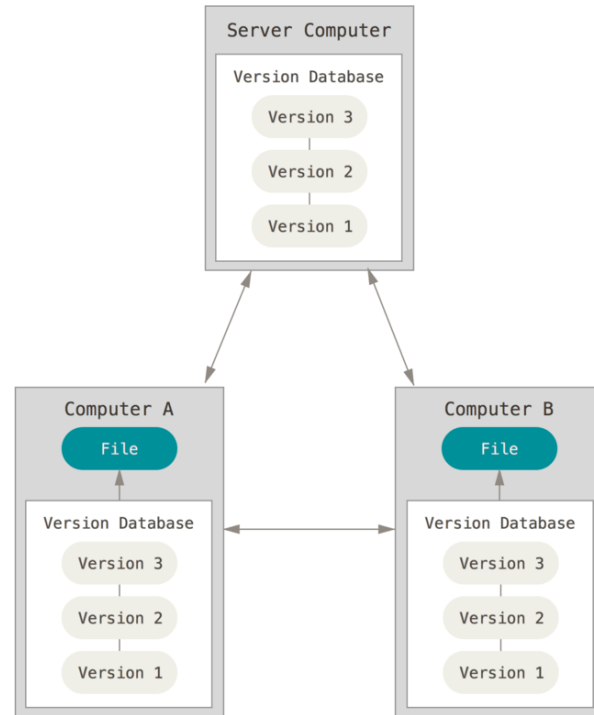 Server Computer
Version Database
Version 3
Version 2
Version 1
Computer A
File
Version Database
Version 3
Version 2
Version 1
Computer B
File
Version Database
Version 3
Version 2
Version 1